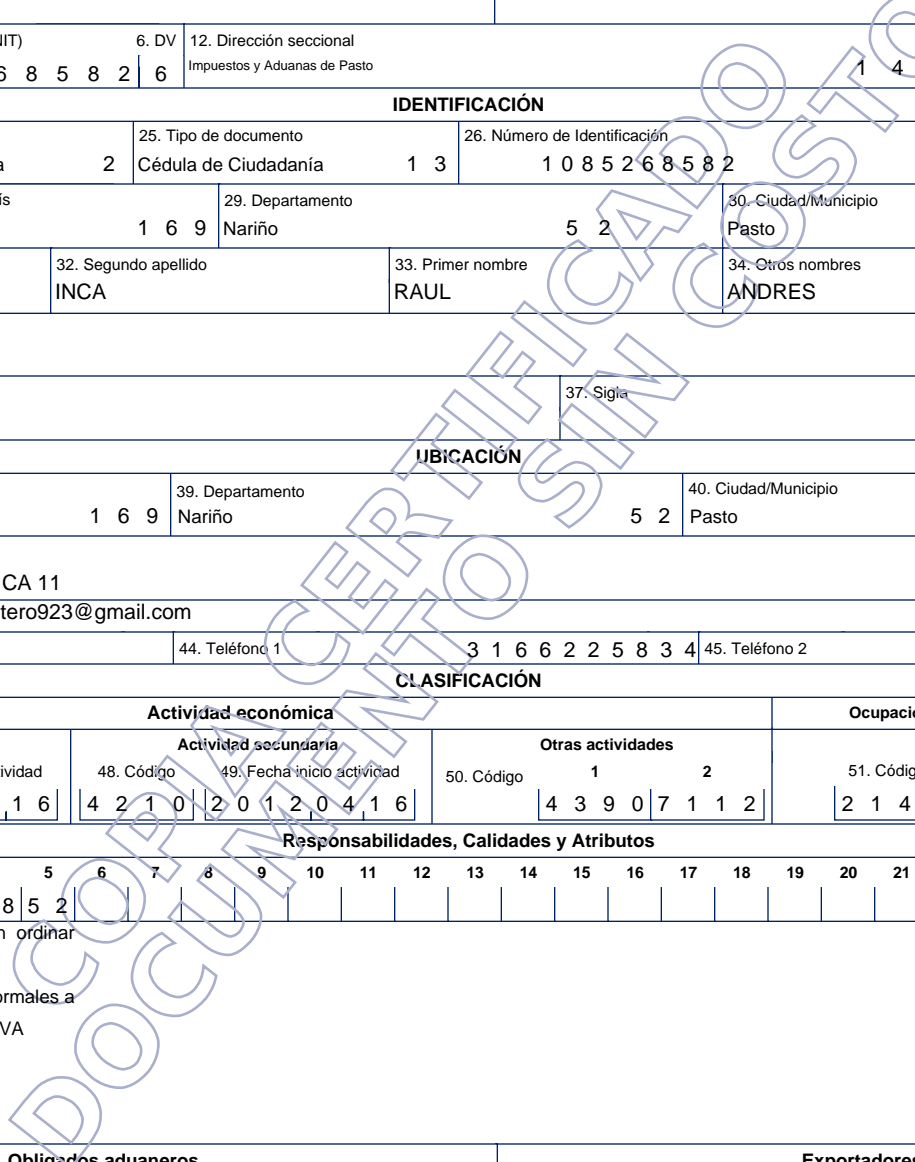 NIT) 6. DV 12. Dirección seccional
6 8 5 8 2 6 Impuestos y Aduanas de Pasto 1 4
IDENTIFICACIÓN
25. Tipo de documento 26. Número de Identificación
a 2 Cédula de Ciudadanía 1 3 1 0 8 5 2 6 8 5 8 2
ís 29. Departamento 30. Ciudad/Municipio
1 6 9 Nariño 5 2 Pasto
32. Segundo apellido 33. Primer nombre 34. Otros nombres
INCA RAUL ANDRES
37. Sigla
UBICACIÓN
39. Departamento 40. Ciudad/Municipio
1 6 9 Nariño 5 2 Pasto
CA 11
tero923@gmail.com
44. Teléfono 1 3 1 6 6 2 2 5 8 3 4 45. Teléfono 2
CLASIFICACIÓN
Actividad económica Ocupació
Actividad secundaria Otras actividades
ividad 48. Código 49. Fecha inicio actividad 50. Código 1 2 51. Códig
1 6 4 2 1 0 2 0 1 2 0 4 1 6 4 3 9 0 7 1 1 2 2 1 4
Responsabilidades, Calidades y Atributos
5 6 7 8 9 10 11 12 13 14 15 16 17 18 19 20 21
8 5 2
n ordinar
ormales a
VA
Obligados aduaneros Exportadores
COPIA CERTIFICADO
DOCUMENTO SIN COSTO